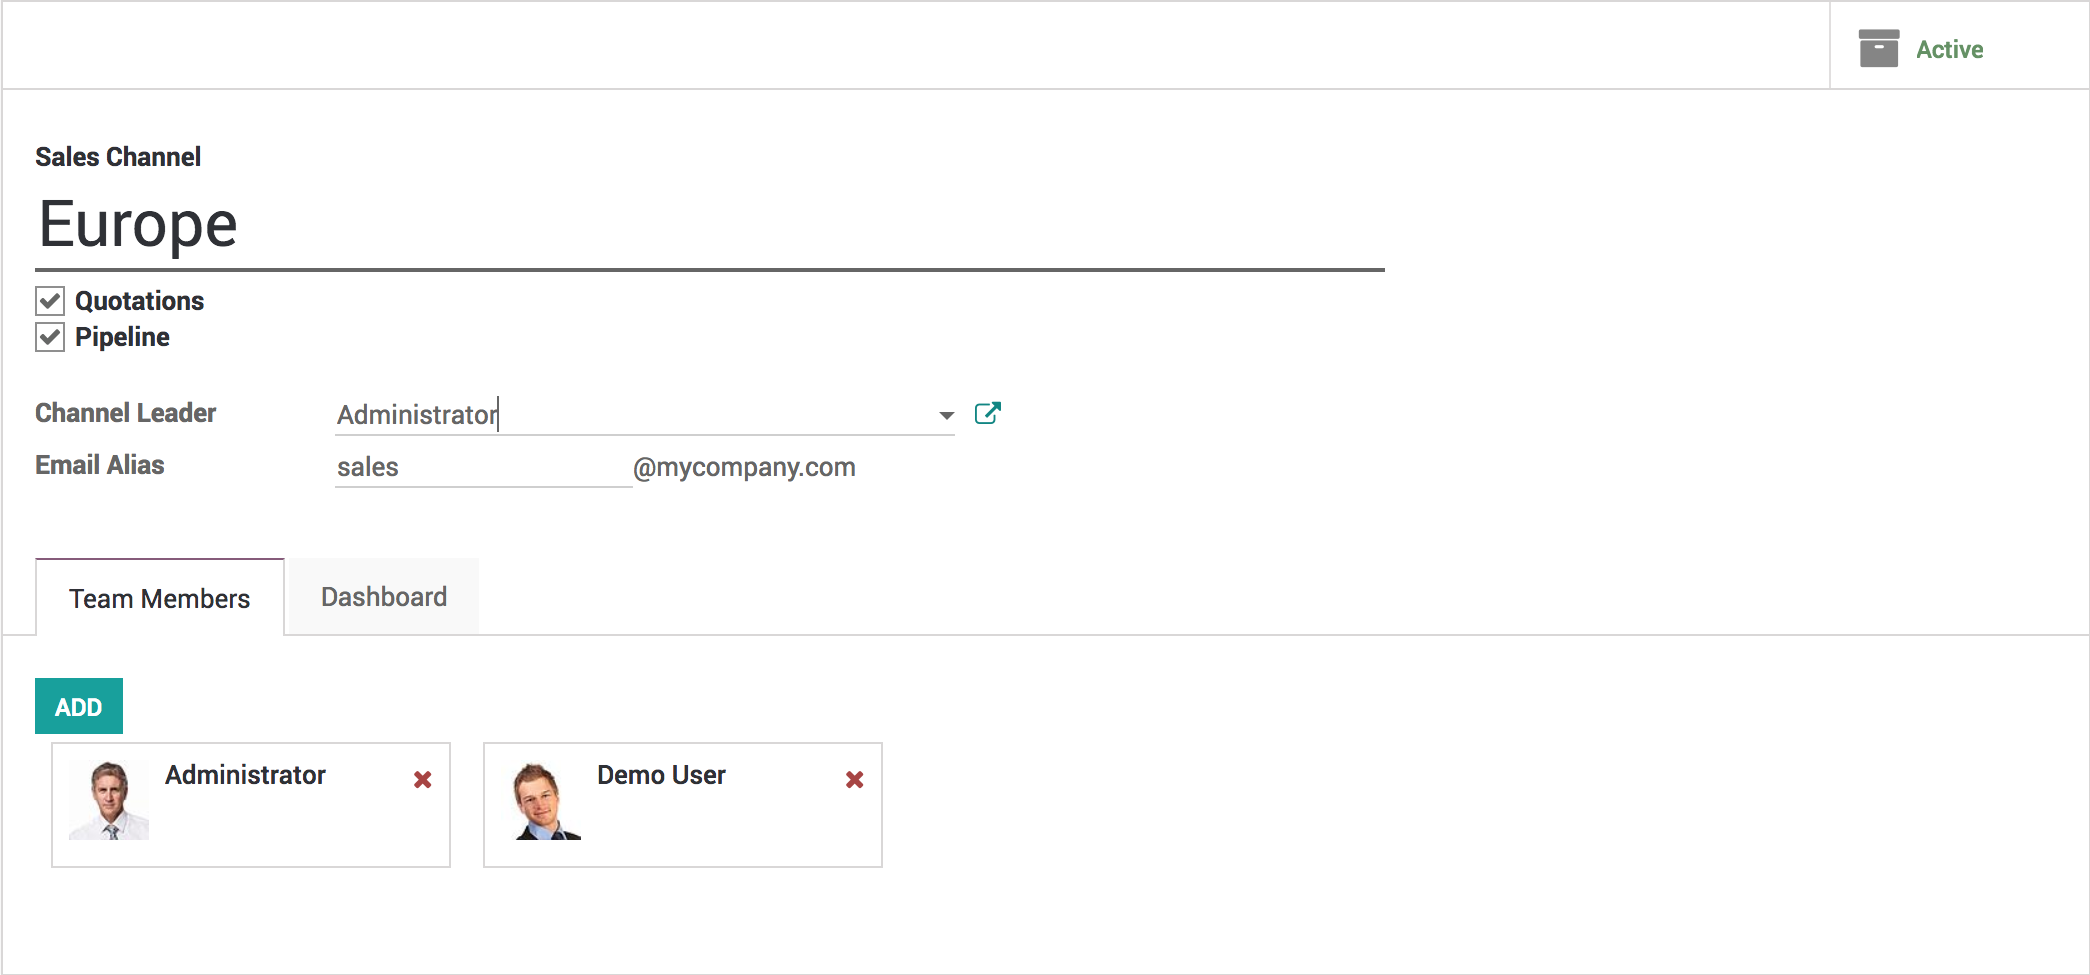 Active
Sales Channel
Europe
Quotations
Pipeline
Channel Leader Administrator
Email Alias sales @mycompany.com
Team Members Dashboard
ADD
Administrator Demo User